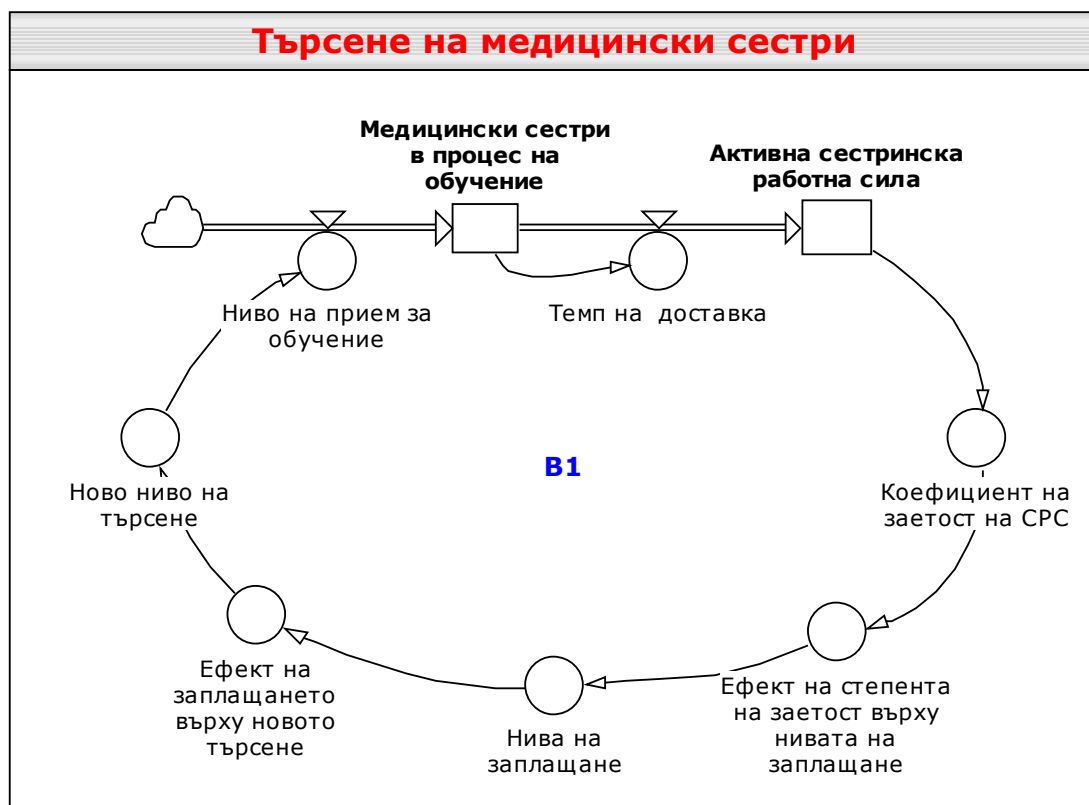 Търсене на медицински сестри
Медицински сестри
в процес на
обучение
Активна сестринска
работна сила
Ниво на прием за
обучение
Темп на доставка
B1
Ново ниво на
търсене
Коефициент на
заетост на СРС
Ефект на
заплащането
върху новото
търсене
Нива на
заплащане
Ефект на степента
на заетост върху
нивата на
заплащане